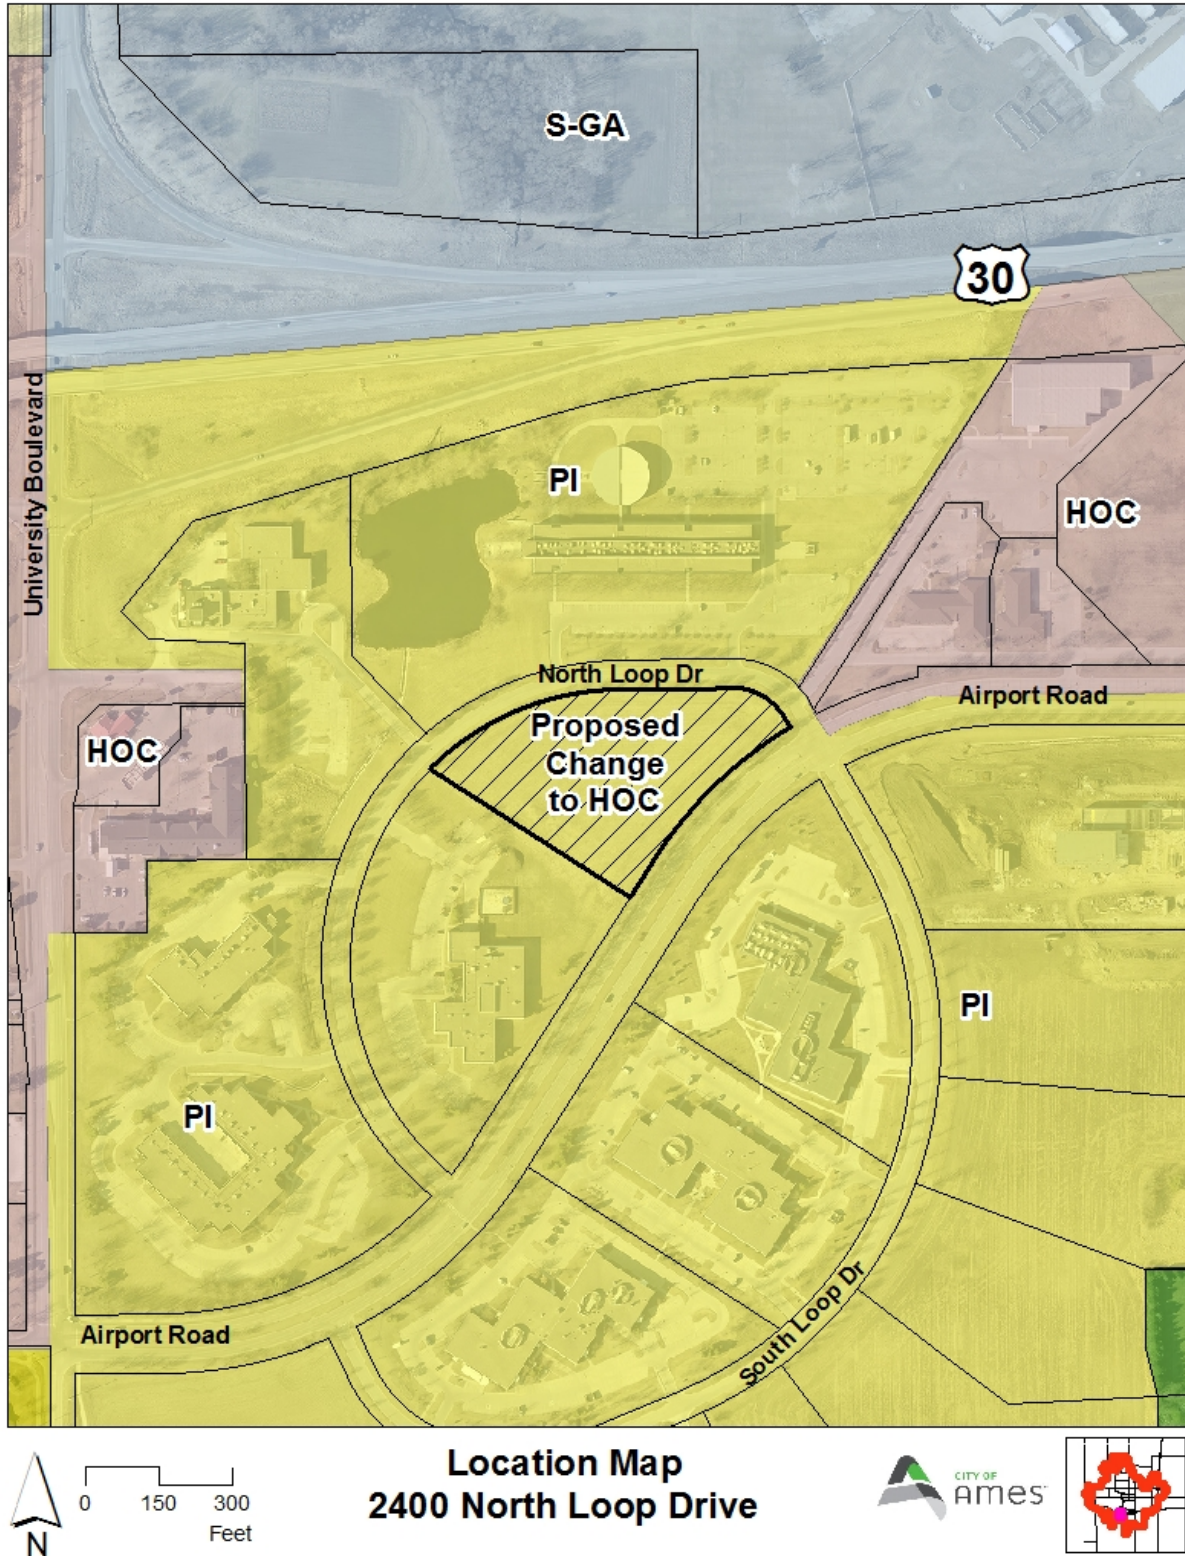 S-GA
30
University Boulevard
PI
HOC
North Loop Dr
Airport Road
Proposed
Change
to HOC
HOC
PI
PI
South Loop Dr
Airport Road
Location Map
2400 North Loop Drive
N
0 150 300
Feet
CITY OF
AMES